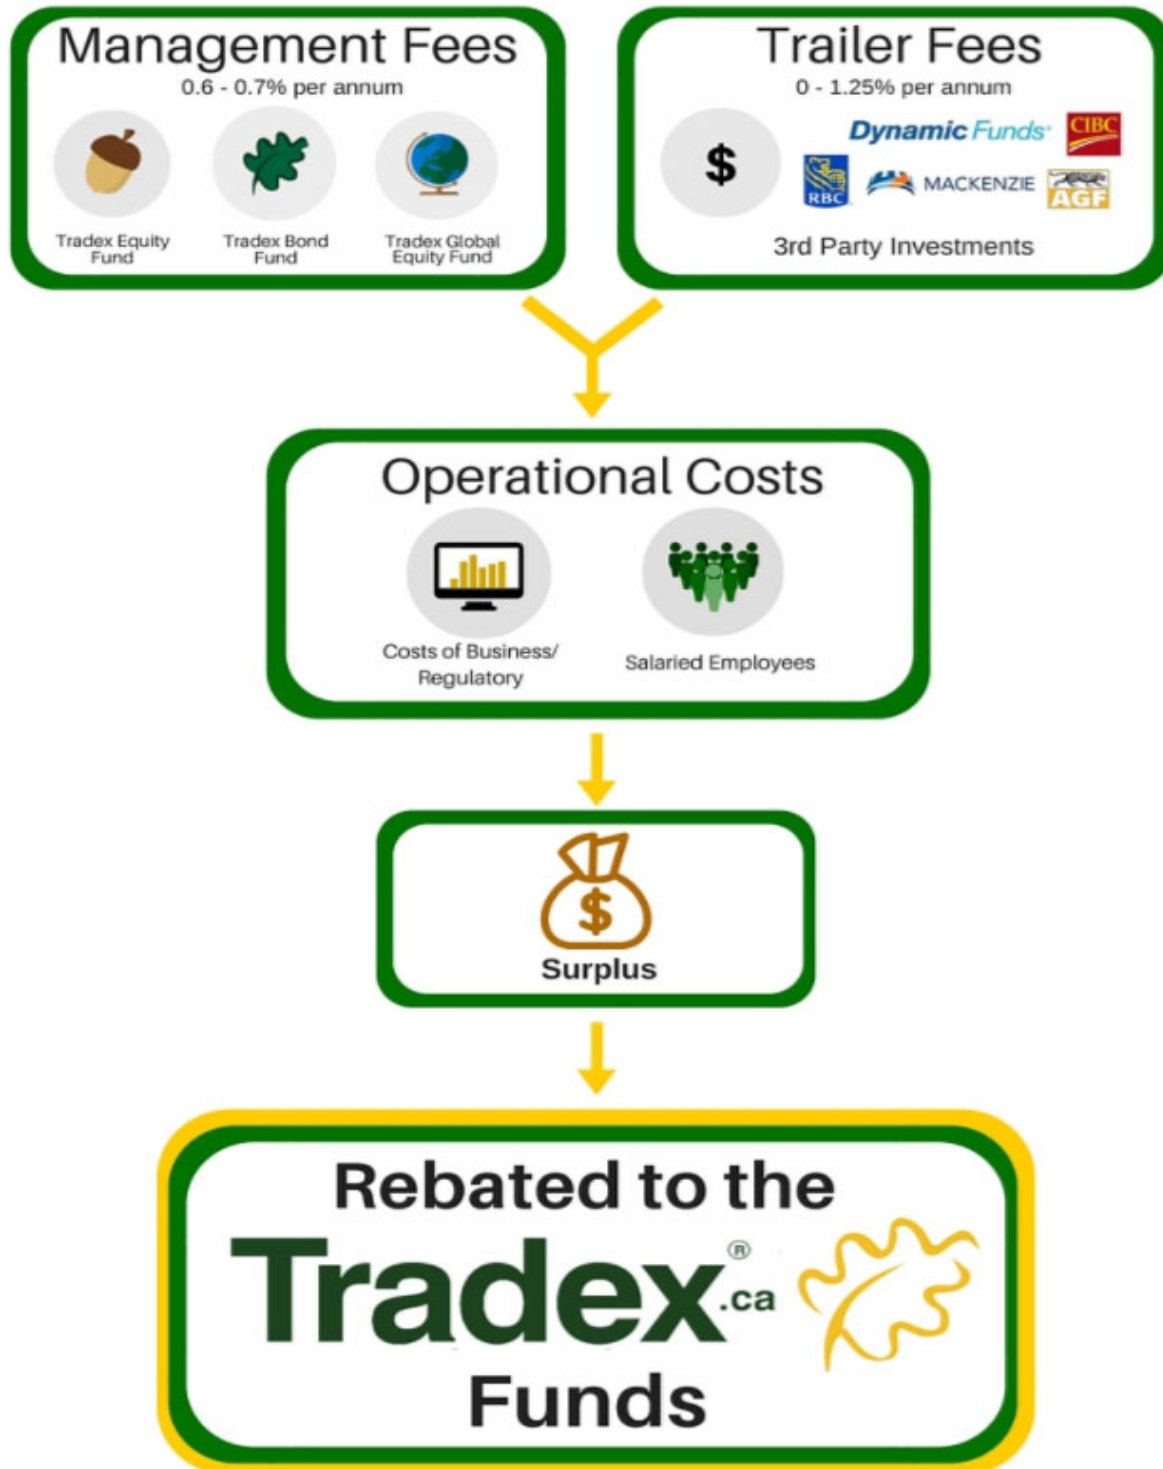 Management Fees
0.6 - 0.7% per annum
Tradex Equity
Fund
Tradex Bond
Fund
Tradex Global
Equity Fund
Trailer Fees
0 - 1.25% per annum
$
Dynamic Funds
CIBC
RBC
MACKENZIE
AGF
3rd Party Investments
Operational Costs
Costs of Business/
Regulatory
Salaried Employees
$
Surplus
Rebated to the
Tradex®.ca
Funds